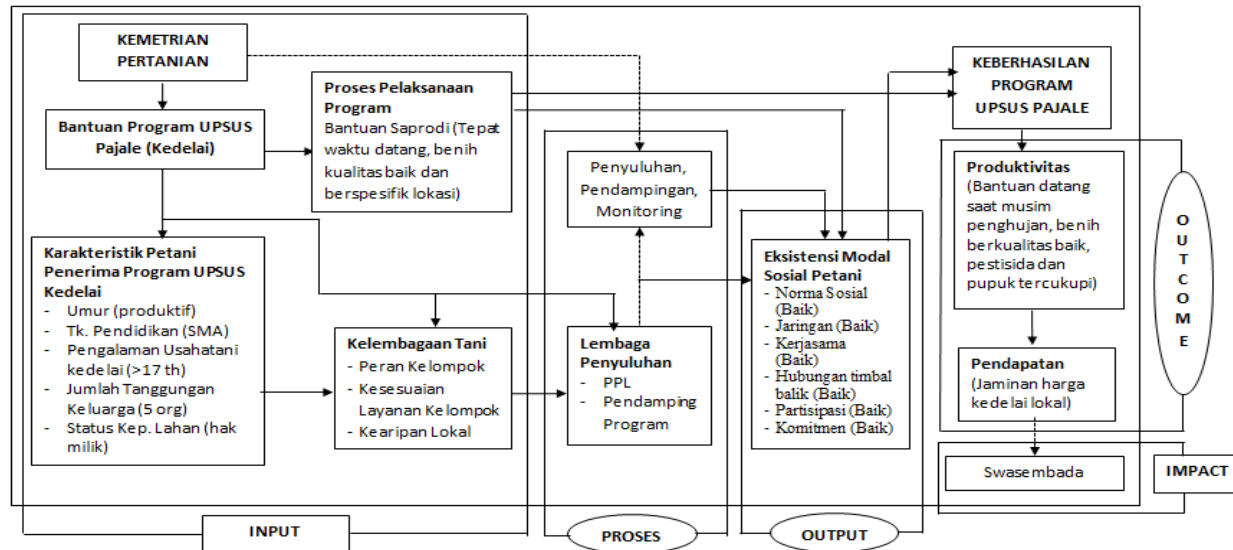 KEMETRIAN
PERTANIAN
Bantuan Program UPSUS
Pajale (Kedelai)
Proses Pelaksanaan
Program
Bantuan Saprodi (Tepat
waktu datang, benih
kualitas baik dan
berspesifik lokasi)
Karakteristik Petani
Penerima Program UPSUS
Kedelai
- Umur (produktif)
- Tk. Pendidikan (SMA)
- Pengalaman Usahatani
kedelai (>17 th)
- Jumlah Tanggungan
Keluarga (5 org)
- Status Kep. Lahan (hak
milik)
Kelembagaan Tani
- Peran Kelompok
- Kesesuaian
Layanan Kelompok
- Kearipan Lokal
INPUT
Penyuluhan,
Pendampingan,
Monitoring
Lembaga
Penyuluhan
- PPL
- Pendamping
Program
PROSES
Eksistensi Modal
Sosial Petani
- Norma Sosial
(Baik)
- Jaringan (Baik)
- Kerjasama
(Baik)
- Hubungan timbal
balik (Baik)
- Partisipasi (Baik)
- Komitmen (Baik)
OUTPUT
KEBERHASILAN
PROGRAM
UPSUS PAJALE
Produktivitas
(Bantuan datang
saat musim
penghujan, benih
berkualitas baik,
pestisida dan
pupuk tercukupi)
Pendapatan
(Jaminan harga
kedelai lokal)
OUTCOME
Swasembada
IMPACT